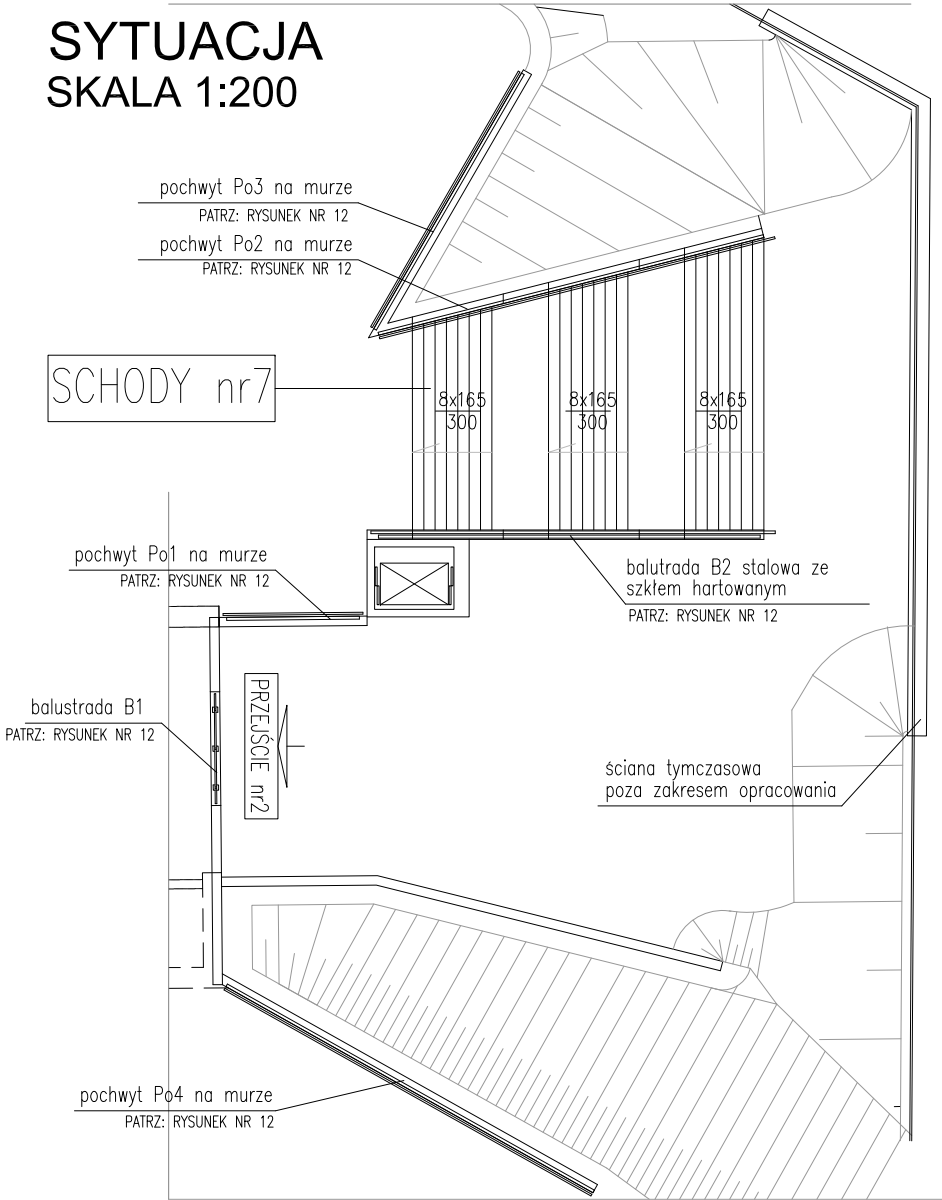 SYTUACJA
SKALA 1:200
pochwyt Po3 na murze
PATRZ: RYSUNEK NR 12
pochwyt Po2 na murze
PATRZ: RYSUNEK NR 12
SCHODY nr7
8x165
300
8x165
300
8x165
300
pochwyt Po1 na murze
PATRZ: RYSUNEK NR 12
balutrada B2 stalowa ze
szkłem hartowanym
PATRZ: RYSUNEK NR 12
balustrada B1
PATRZ: RYSUNEK NR 12
PRZEJŚCIE nr2
ściana tymczasowa
poza zakresem opracowania
pochwyt Po4 na murze
PATRZ: RYSUNEK NR 12